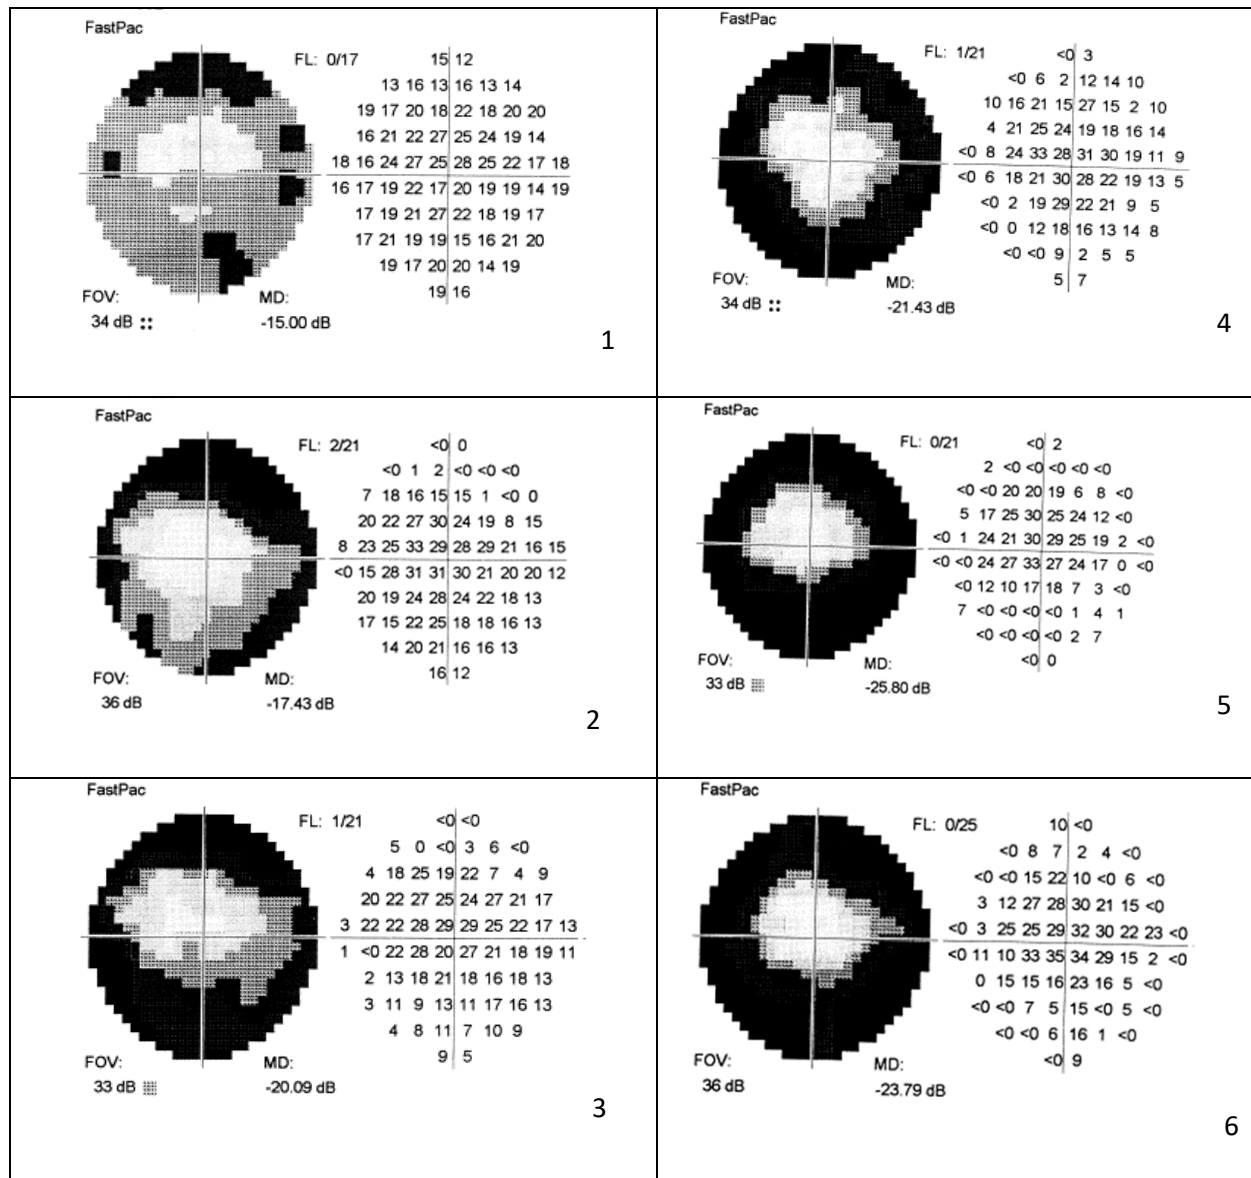 FastPac
FL: 0/17
15 12
13 16 13 16 13 14
19 17 20 18 22 18 20 20
16 21 22 27 25 24 19 14
18 16 24 27 25 28 25 22 17 18
16 17 19 22 17 20 19 19 14 19
17 19 21 27 22 18 19 17
17 21 19 19 15 16 21 20
19 17 20 20 14 19
19 16
FOV: MD:
34 dB -15.00 dB
1
FastPac
FL: 2/21
<0 0
<0 1 2 <0 <0 <0
7 18 16 15 15 1 <0 0
20 22 27 30 24 19 8 15
8 23 25 33 29 28 29 21 16 15
<0 15 28 31 31 30 21 20 20 12
20 19 24 28 24 22 18 13
17 15 22 25 18 18 16 13
14 20 21 16 16 13
16 12
FOV: MD:
36 dB -17.43 dB
2
FastPac
FL: 1/21
<0 <0
5 0 <0 3 6 <0
4 18 25 19 22 7 4 9
20 22 27 25 24 27 21 17
3 22 22 28 29 29 25 22 17 13
1 <0 22 28 20 27 21 18 19 11
2 13 18 21 18 16 18 13
3 11 9 13 11 17 16 13
4 8 11 7 10 9
9 5
FOV: MD:
33 dB -20.09 dB
3
FastPac
FL: 1/21
<0 3
<0 6 2 12 14 10
10 16 21 15 27 15 2 10
4 21 25 24 19 18 16 14
<0 8 24 33 28 31 30 19 11 9
<0 6 18 21 30 28 22 19 13 5
<0 2 19 29 22 21 9 5
<0 0 12 18 16 13 14 8
<0 <0 9 2 5 5
5 7
FOV: MD:
34 dB -21.43 dB
4
FastPac
FL: 0/21
<0 2
2 <0 <0 <0 <0 <0
<0 <0 20 20 19 6 8 <0
5 17 25 30 25 24 12 <0
<0 1 24 21 30 29 25 19 2 <0
<0 <0 24 27 33 27 24 17 0 <0
<0 12 10 17 18 7 3 <0
7 <0 <0 <0 <0 1 4 1
<0 <0 <0 <0 2 7
<0 0
FOV: MD:
33 dB -25.80 dB
5
FastPac
FL: 0/25
10 <0
<0 8 7 2 4 <0
<0 <0 15 22 10 <0 6 <0
3 12 27 28 30 21 15 <0
<0 3 25 25 29 32 30 22 23 <0
<0 11 10 33 35 34 29 15 2 <0
0 15 15 16 23 16 5 <0
<0 <0 7 5 15 <0 5 <0
<0 <0 6 16 1 <0
<0 9
FOV: MD:
36 dB -23.79 dB
6